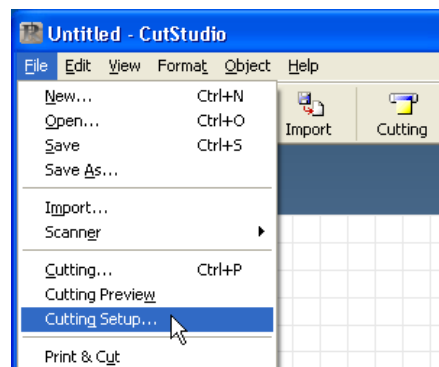 Untitled - CutStudio
File Edit View Format Object Help
New... Ctrl+N
Open... Ctrl+O
Save Ctrl+S
Save As...
Import Cutting
Import...
Scanner
Cutting... Ctrl+P
Cutting Preview
Cutting Setup...
Print & Cut